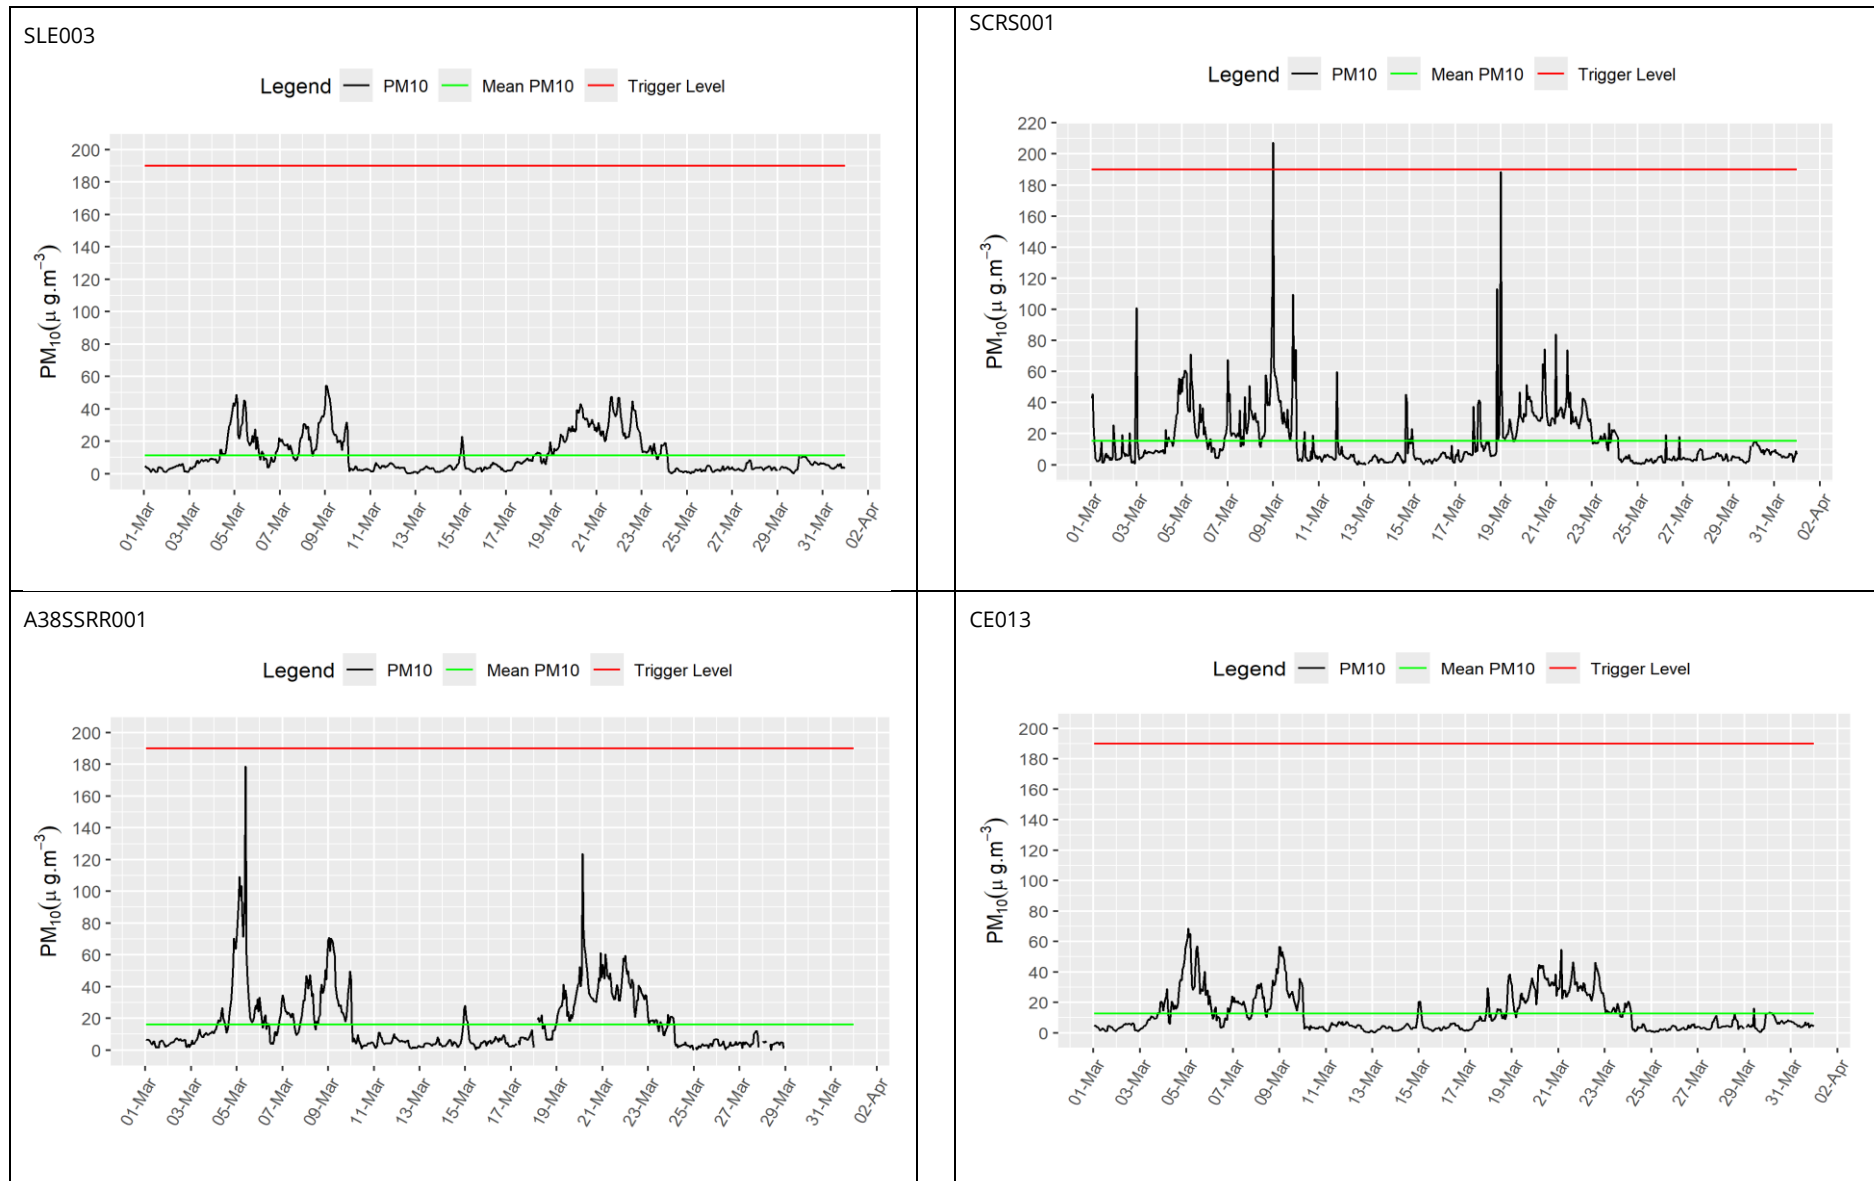 SLE003
Legend PM10 Mean PM10 Trigger Level
200
180
160
140
120
100
80
60
40
20
0
PM10(μ g.m−3)
01-Mar 03-Mar 05-Mar 07-Mar 09-Mar 11-Mar 13-Mar 15-Mar 17-Mar 19-Mar 21-Mar 23-Mar 25-Mar 27-Mar 29-Mar 31-Mar 02-Apr
SCRS001
Legend PM10 Mean PM10 Trigger Level
220
200
180
160
140
120
100
80
60
40
20
0
PM10(μ g.m−3)
01-Mar 03-Mar 05-Mar 07-Mar 09-Mar 11-Mar 13-Mar 15-Mar 17-Mar 19-Mar 21-Mar 23-Mar 25-Mar 27-Mar 29-Mar 31-Mar 02-Apr
A38SSRR001
Legend PM10 Mean PM10 Trigger Level
200
180
160
140
120
100
80
60
40
20
0
PM10(μ g.m−3)
01-Mar 03-Mar 05-Mar 07-Mar 09-Mar 11-Mar 13-Mar 15-Mar 17-Mar 19-Mar 21-Mar 23-Mar 25-Mar 27-Mar 29-Mar 31-Mar 02-Apr
CE013
Legend PM10 Mean PM10 Trigger Level
200
180
160
140
120
100
80
60
40
20
0
PM10(μ g.m−3)
01-Mar 03-Mar 05-Mar 07-Mar 09-Mar 11-Mar 13-Mar 15-Mar 17-Mar 19-Mar 21-Mar 23-Mar 25-Mar 27-Mar 29-Mar 31-Mar 02-Apr